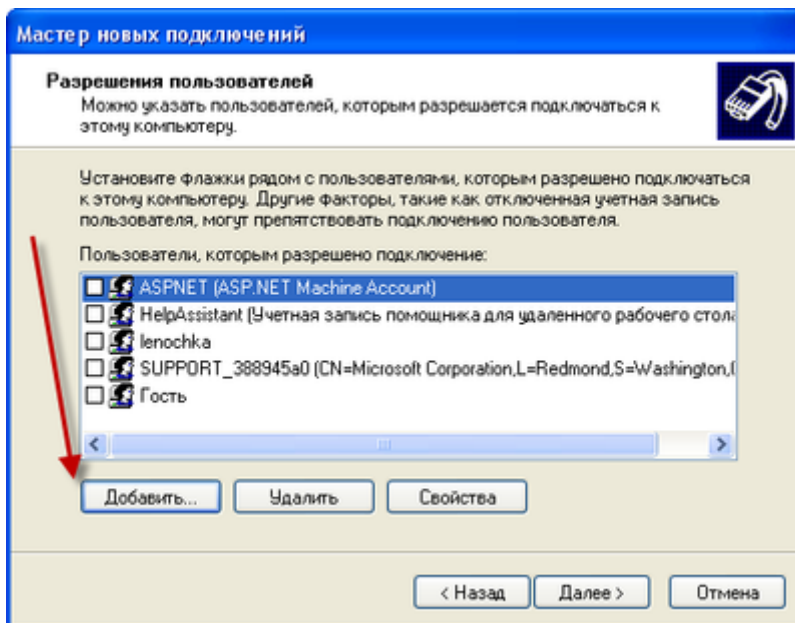 Мастер новых подключений
Разрешения пользователей
Можно указать пользователей, которым разрешается подключаться к
этому компьютеру.
Установите флажки рядом с пользователями, которым разрешено подключаться
к этому компьютеру. Другие факторы, такие как отключенная учетная запись
пользователя, могут препятствовать подключению пользователя.
Пользователи, которым разрешено подключение:
ASPNET (ASP.NET Machine Account)
HelpAssistant (Учетная запись помощника для удаленного рабочего стола
lenochka
SUPPORT_388945a0 (CN=Microsoft Corporation,L=Redmond,S=Washington,
Гость
Добавить...
Удалить
Свойства
< Назад
Далее >
Отмена